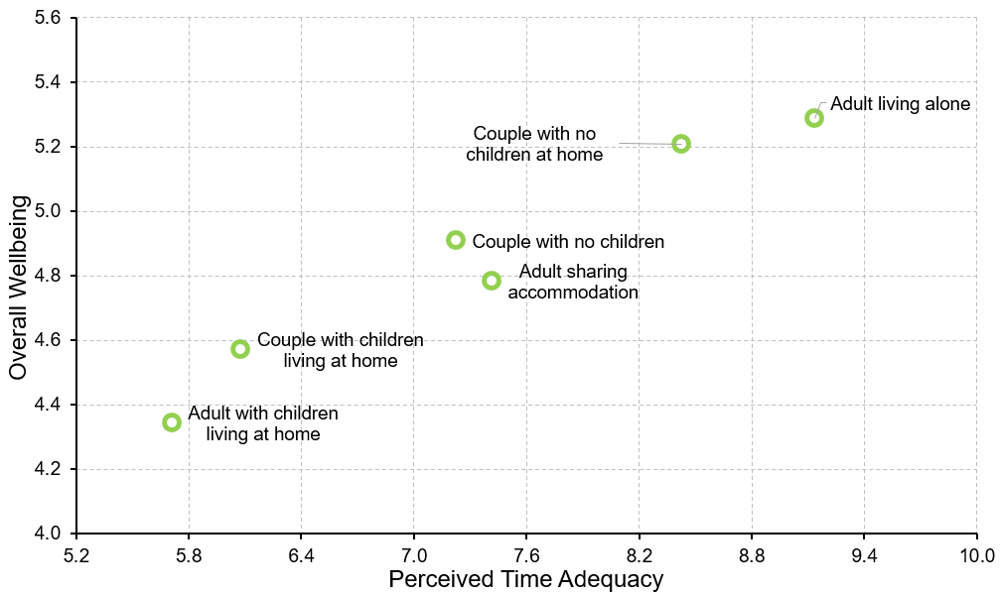 5.6
5.4
5.2
5.0
4.8
4.6
4.4
4.2
4.0
Overall Wellbeing
Adult living alone
Couple with no
children at home
Couple with no children
Adult sharing
accommodation
Couple with children
living at home
Adult with children
living at home
5.2 5.8 6.4 7.0 7.6 8.2 8.8 9.4 10.0
Perceived Time Adequacy